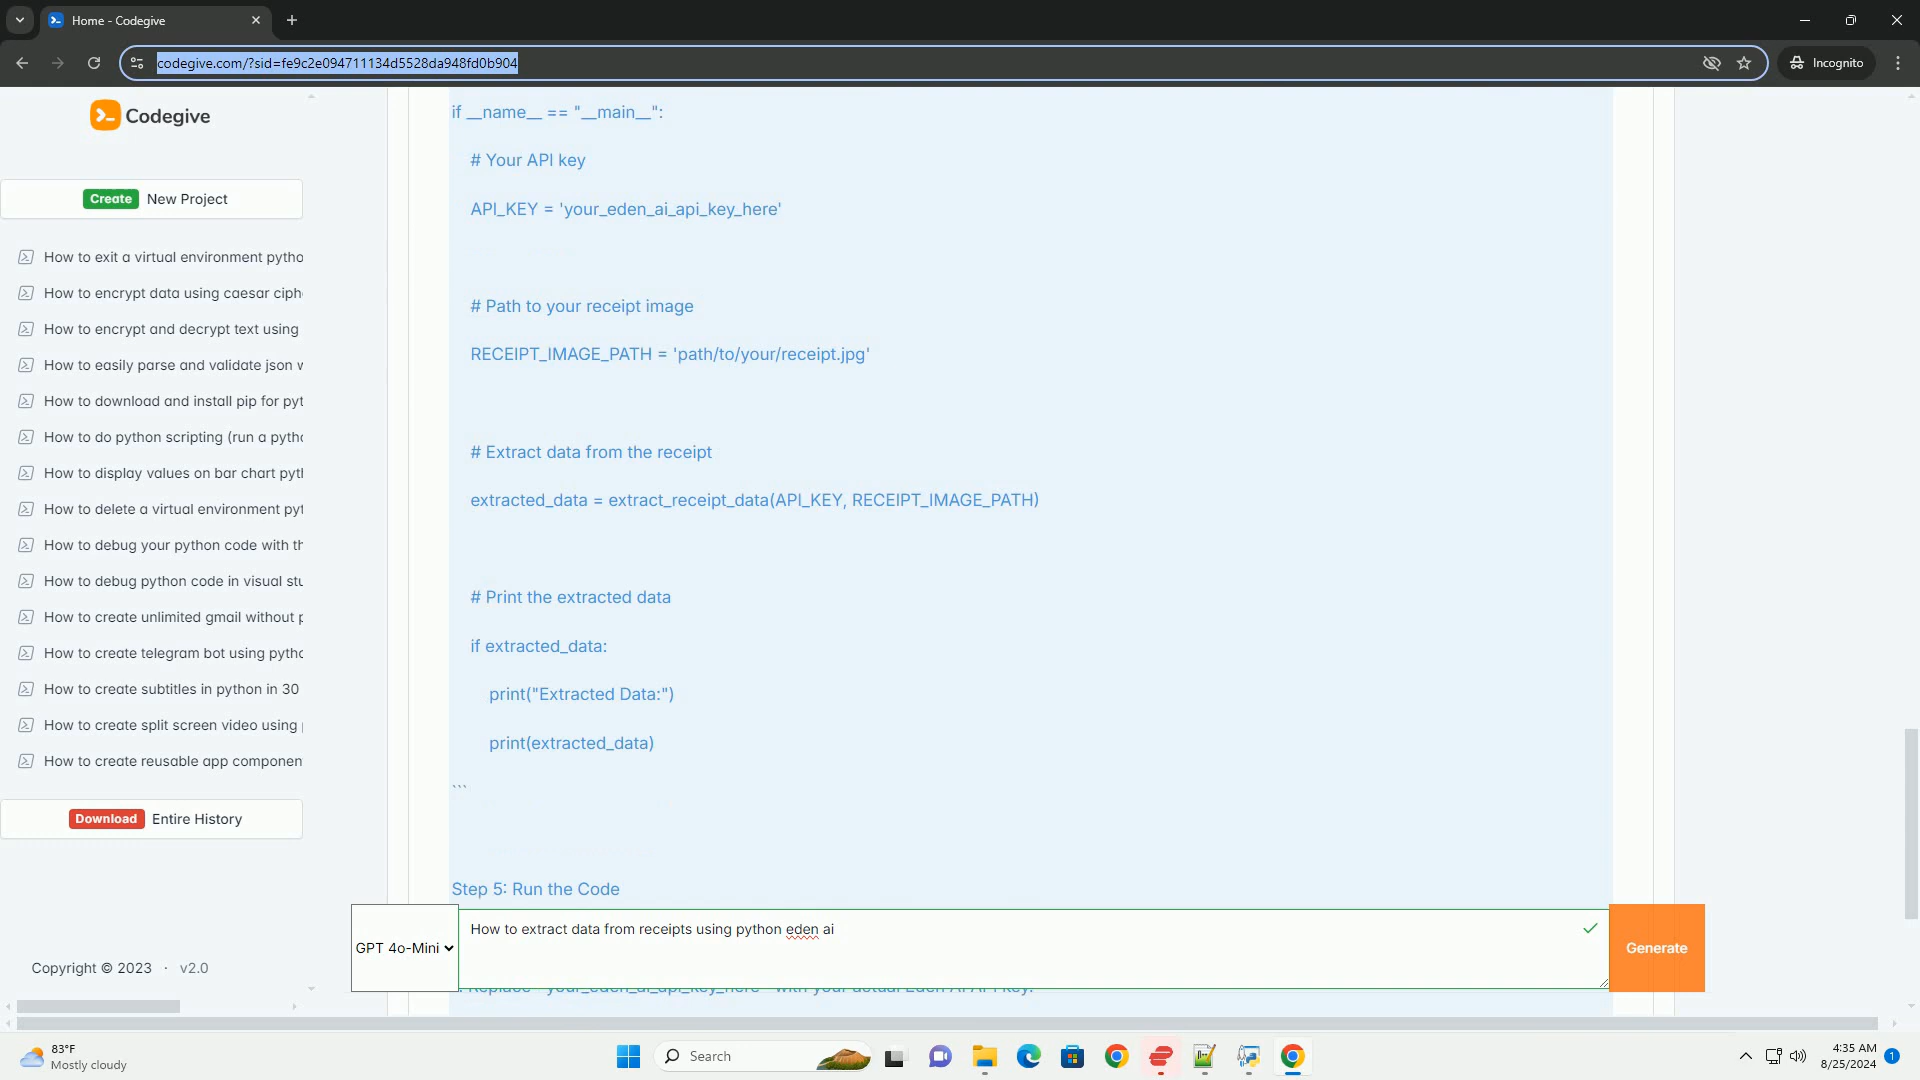 Home - Codegive
codegive.com/?sid=fe9c2e094711134d5528da948fd0b904
Incognito
Codegive
Create New Project
How to exit a virtual environment pytho
How to encrypt data using caesar ciph
How to encrypt and decrypt text using
How to easily parse and validate json w
How to download and install pip for pyt
How to do python scripting (run a pytho
How to display values on bar chart pyt
How to delete a virtual environment pyt
How to debug your python code with th
How to debug python code in visual stu
How to create unlimited gmail without p
How to create telegram bot using pytho
How to create subtitles in python in 30
How to create split screen video using
How to create reusable app componen
Download Entire History
Copyright © 2023 · v2.0
if __name__ == "__main__":
# Your API key
API_KEY = 'your_eden_ai_api_key_here'
# Path to your receipt image
RECEIPT_IMAGE_PATH = 'path/to/your/receipt.jpg'
# Extract data from the receipt
extracted_data = extract_receipt_data(API_KEY, RECEIPT_IMAGE_PATH)
# Print the extracted data
if extracted_data:
print("Extracted Data:")
print(extracted_data)
```
Step 5: Run the Code
GPT 4o-Mini
How to extract data from receipts using python eden ai
Generate
Replace `your_eden_ai_api_key_here` with your actual Eden AI API key.
83°F
Mostly cloudy
Search
4:35 AM
8/25/2024
1